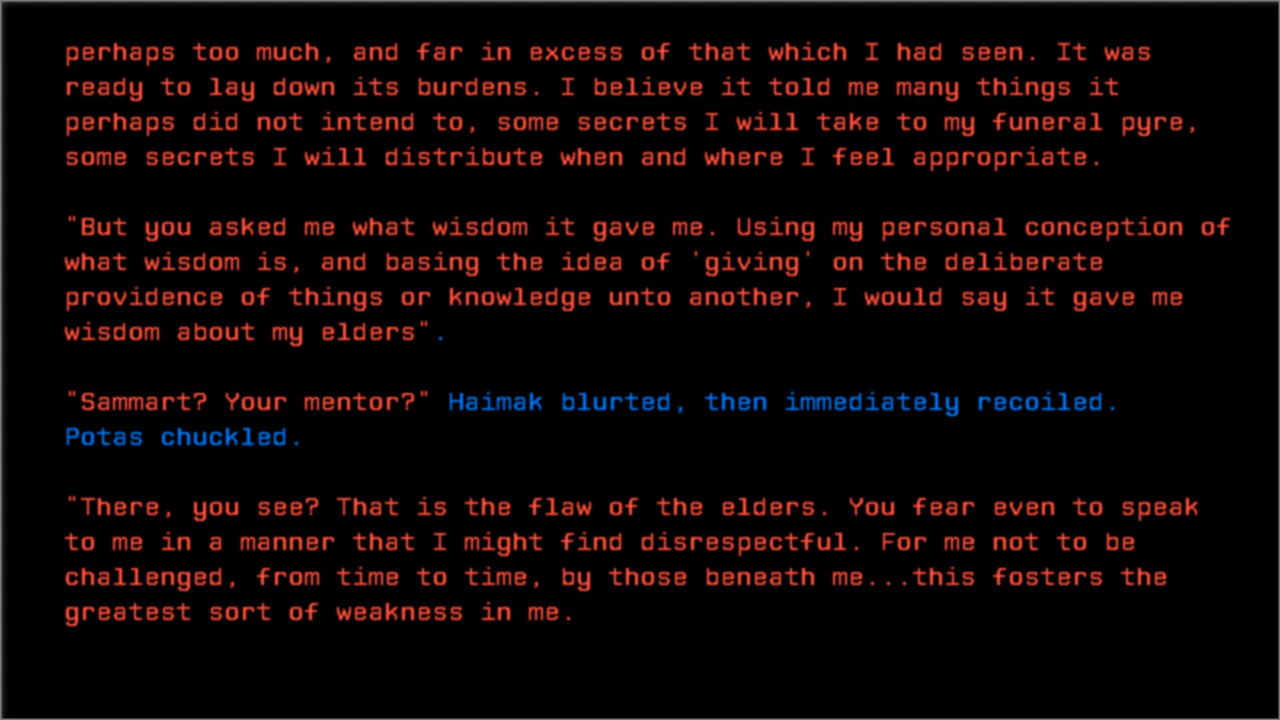 perhaps too much, and far in excess of that which I had seen. It was
ready to lay down its burdens. I believe it told me many things it
perhaps did not intend to, some secrets I will take to my funeral pyre,
some secrets I will distribute when and where I feel appropriate.
"But you asked me what wisdom it gave me. Using my personal conception of
what wisdom is, and basing the idea of 'giving' on the deliberate
providence of things or knowledge unto another, I would say it gave me
wisdom about my elders".
"Sammart? Your mentor?" Haimak blurted, then immediately recoiled.
Potas chuckled.
"There, you see? That is the flaw of the elders. You fear even to speak
to me in a manner that I might find disrespectful. For me not to be
challenged, from time to time, by those beneath me...this fosters the
greatest sort of weakness in me.